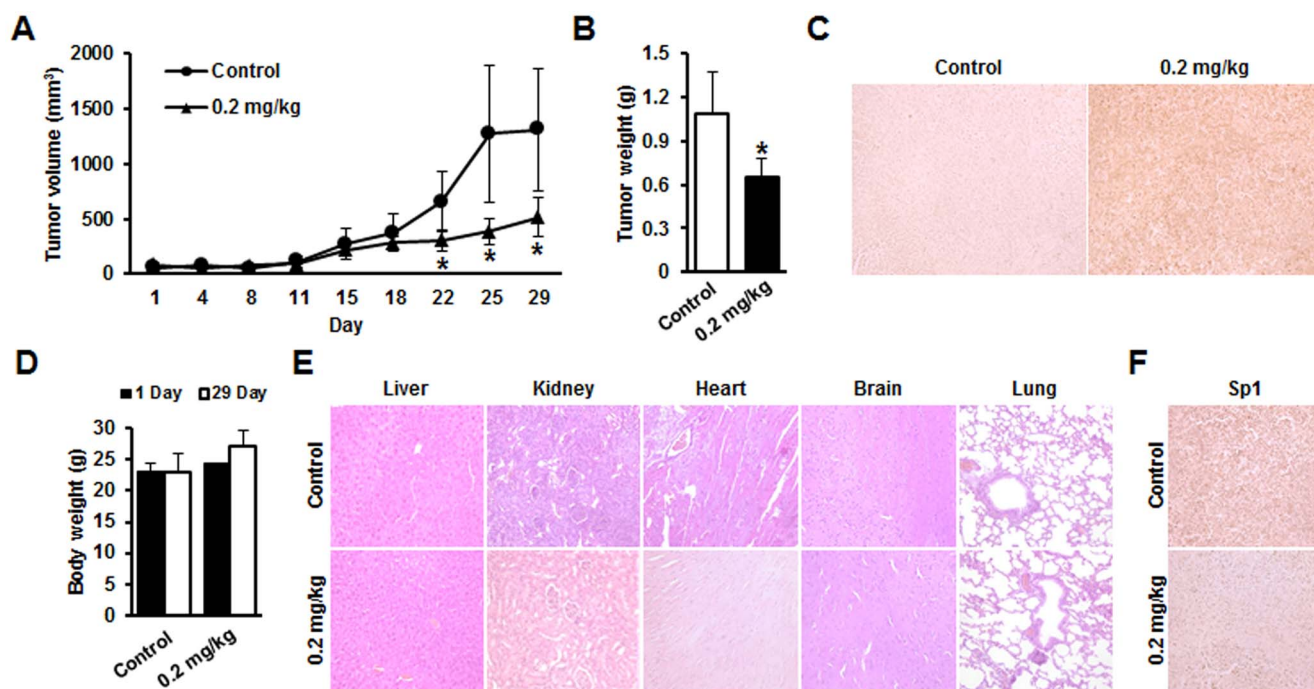 A
Tumor volume (mm³)
2000
1500
1000
500
0
Control
0.2 mg/kg
*
*
*
1 4 8 11 15 18 22 25 29
Day
B
Tumor weight (g)
1.5
1.2
0.9
0.6
0.3
0
*
Control
0.2 mg/kg
C
Control 0.2 mg/kg
D
1 Day 29 Day
Body weight (g)
30
25
20
15
10
5
0
Control
0.2 mg/kg
E
Liver Kidney Heart Brain Lung
Control
0.2 mg/kg
F
Sp1
Control
0.2 mg/kg